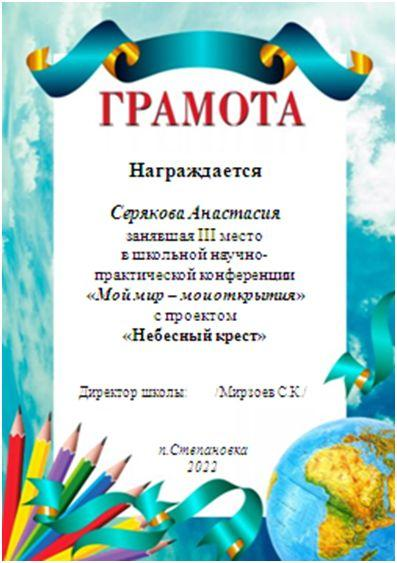 ГРАМОТА
Награждается
Серякова Анастасия
занявшая III место
в школьной научно-
практической конференции
«Мой мир – мои открытия»
с проектом
«Небесный крест»
Директор школы: /Мирзоев С.К./
п.Степановка
2022